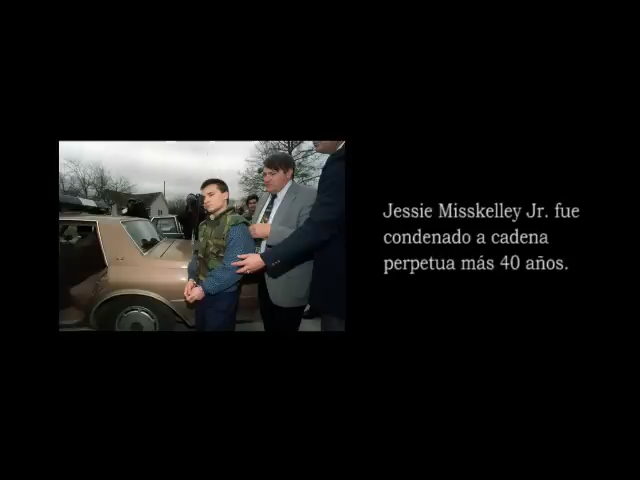 Jessie Misskelley Jr. fue
condenado a cadena
perpetua más 40 años.